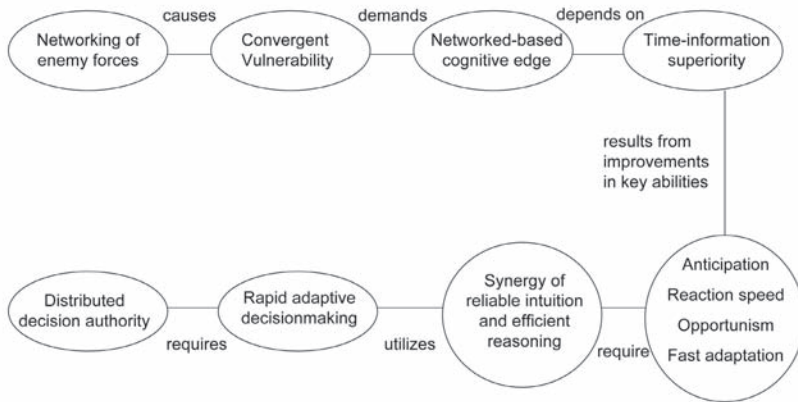 causes
demands
depends on
Networking of
enemy forces
Convergent
Vulnerability
Networked-based
cognitive edge
Time-information
superiority
results from
improvements
in key abilities
Distributed
decision authority
requires
Rapid adaptive
decisionmaking
utilizes
Synergy of
reliable intuition
and efficient
reasoning
require
Anticipation
Reaction speed
Opportunism
Fast adaptation